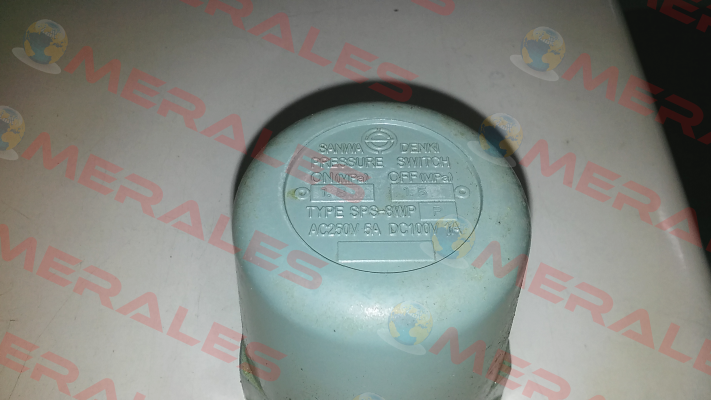 SANWA DENKI
PRESSURE SWITCH
ON(MPa) OFF(MPa)
TYPE SPS-8WP P
AC250V 5A DC100V 1A
MERALES
MERALES
MERALES
MERALES
MERALES